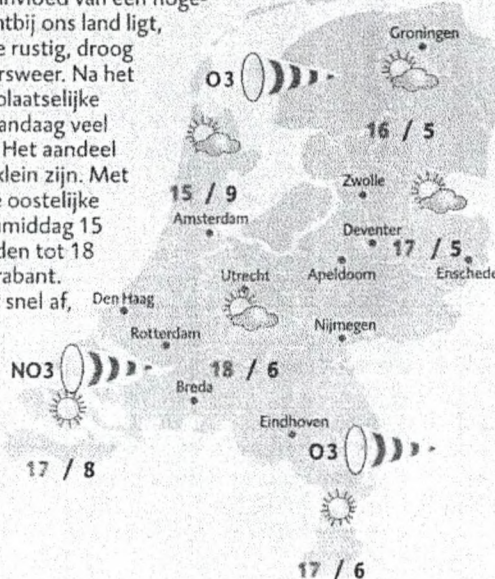 invloed van een hoge-
ntbij ons land ligt,
e rustig, droog
rsweer. Na het
plaatselijke
andaag veel
Het aandeel
klein zijn. Met
e oostelijke
middag 15
den tot 18
rabant.
snel af,
Groningen
O3
16 / 5
15 / 9
Zwolle
Amsterdam
Deventer
17 / 5
Utrecht
Apeldoorn
Enschede
Den Haag
Rotterdam
Nijmegen
NO3
18 / 6
Breda
Eindhoven
O3
17 / 8
17 / 6